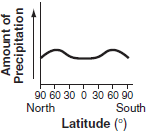 Amount of
Precipitation
90 60 30 0 30 60 90
North South
Latitude (°)